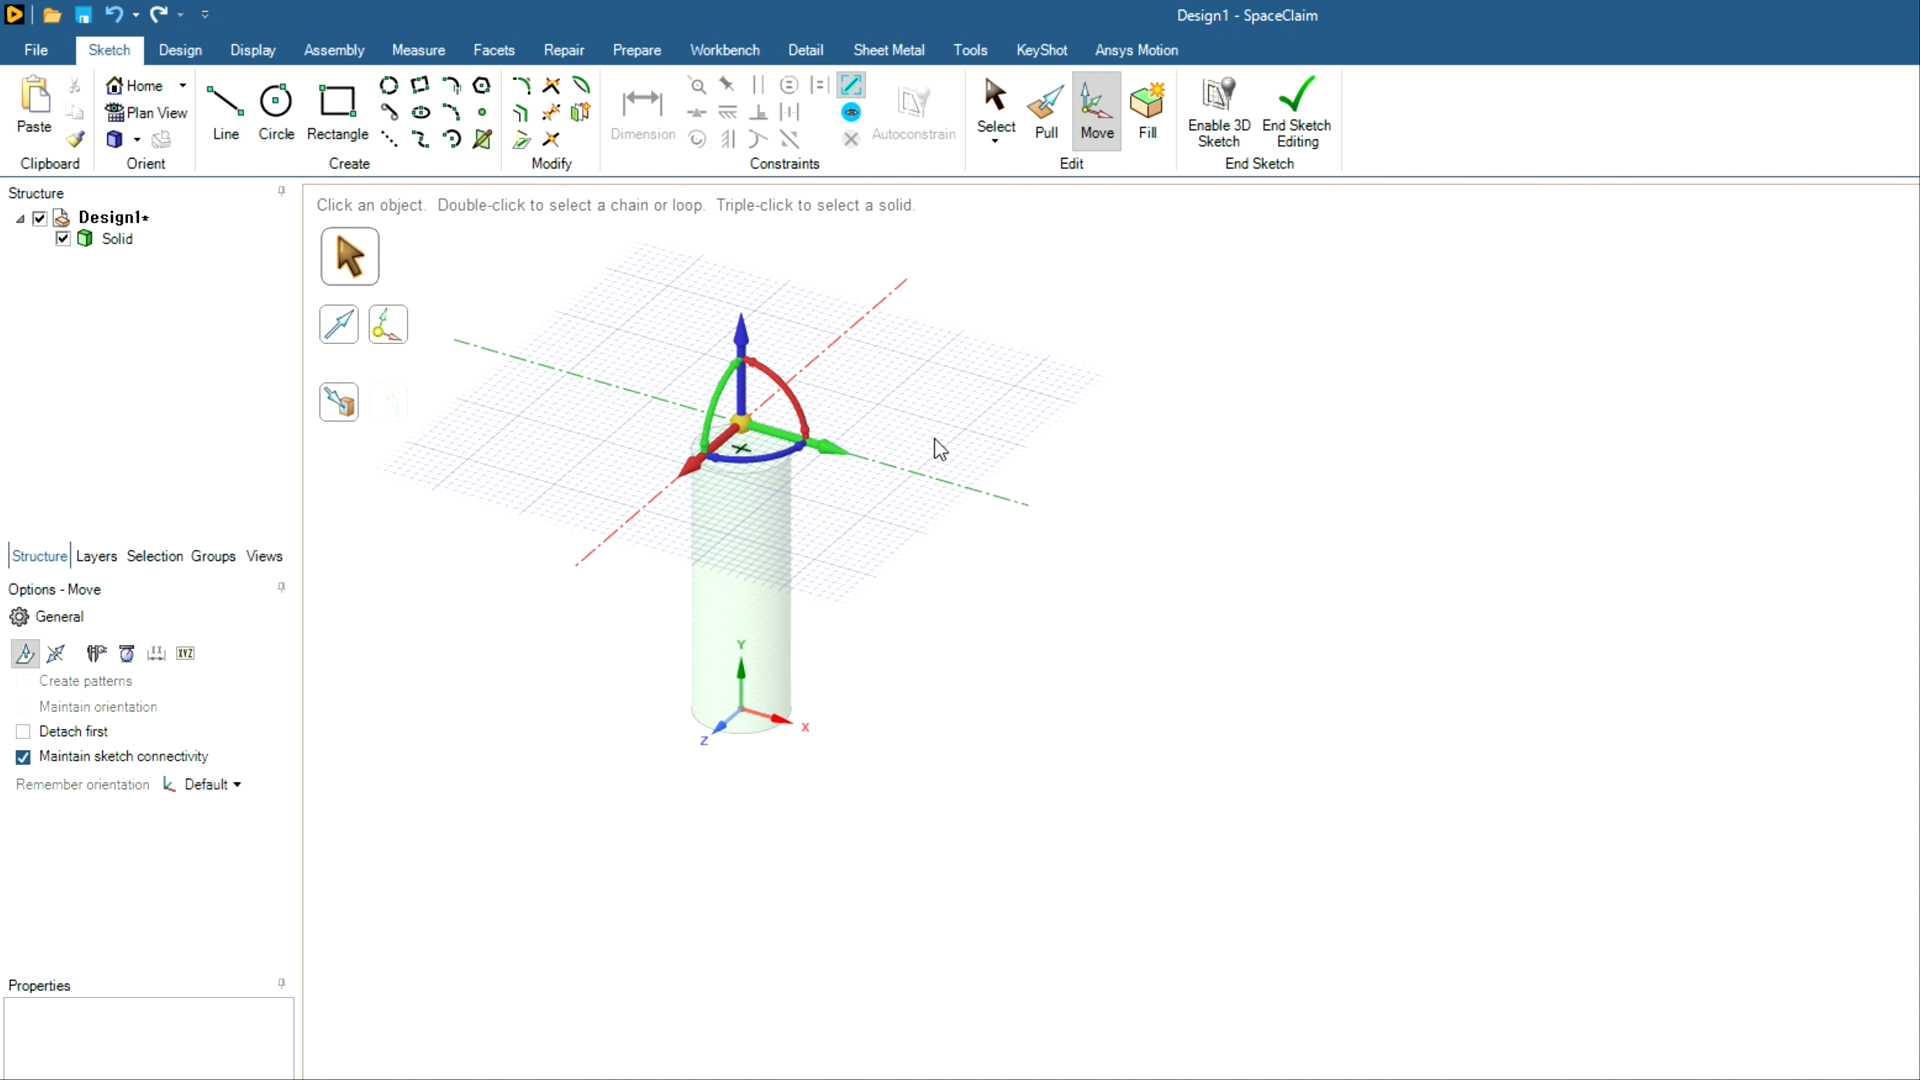 Design1 - SpaceClaim
File Sketch Design Display Assembly Measure Facets Repair Prepare Workbench Detail Sheet Metal Tools KeyShot Ansys Motion
Paste
Clipboard
Home
Plan View
Orient
Line Circle Rectangle
Create
Modify
Dimension
Autoconstrain
Constraints
Select Pull Move Fill
Edit
Enable 3D Sketch
End Sketch Editing
End Sketch
Structure
Design1*
Solid
Click an object. Double-click to select a chain or loop. Triple-click to select a solid.
Y
X
Z
Structure Layers Selection Groups Views
Options - Move
General
XYZ
Create patterns
Maintain orientation
Detach first
Maintain sketch connectivity
Remember orientation Default
Properties